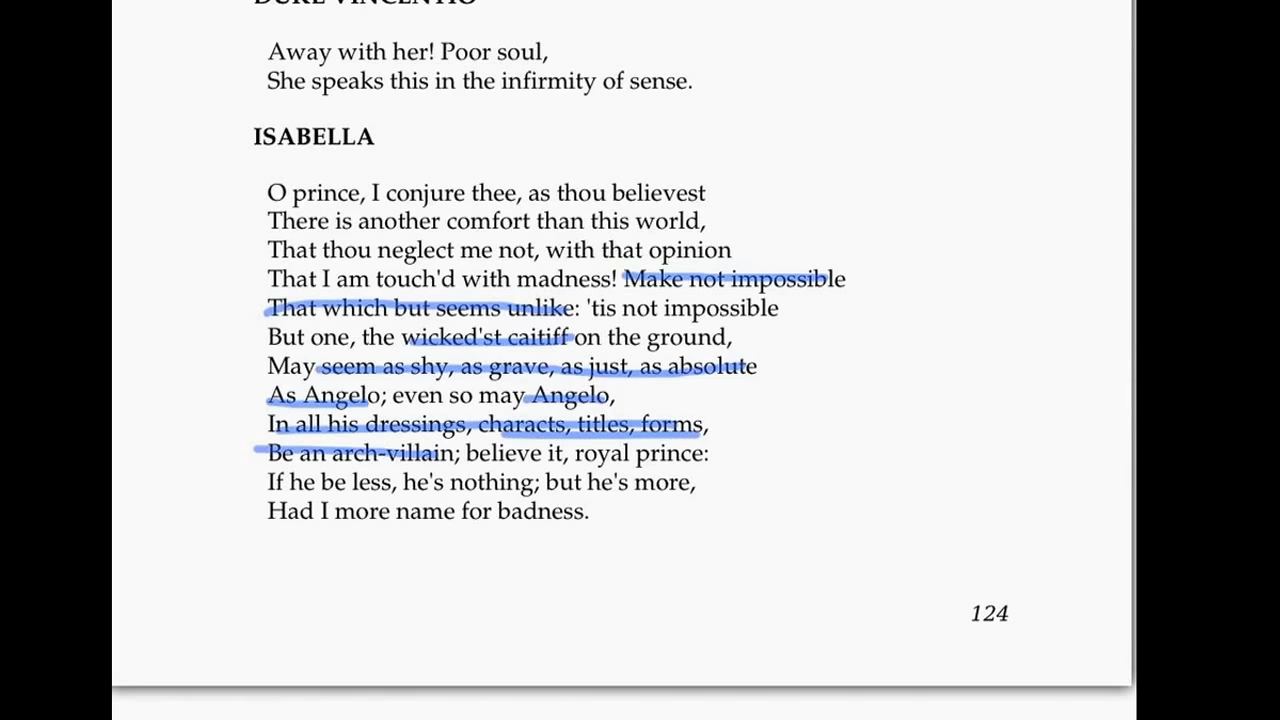 DUKE VINCENTIO
Away with her! Poor soul,
She speaks this in the infirmity of sense.
ISABELLA
O prince, I conjure thee, as thou believest
There is another comfort than this world,
That thou neglect me not, with that opinion
That I am touch'd with madness! Make not impossible
That which but seems unlike: 'tis not impossible
But one, the wicked'st caitiff on the ground,
May seem as shy, as grave, as just, as absolute
As Angelo; even so may Angelo,
In all his dressings, characts, titles, forms,
Be an arch-villain; believe it, royal prince:
If he be less, he's nothing; but he's more,
Had I more name for badness.
124